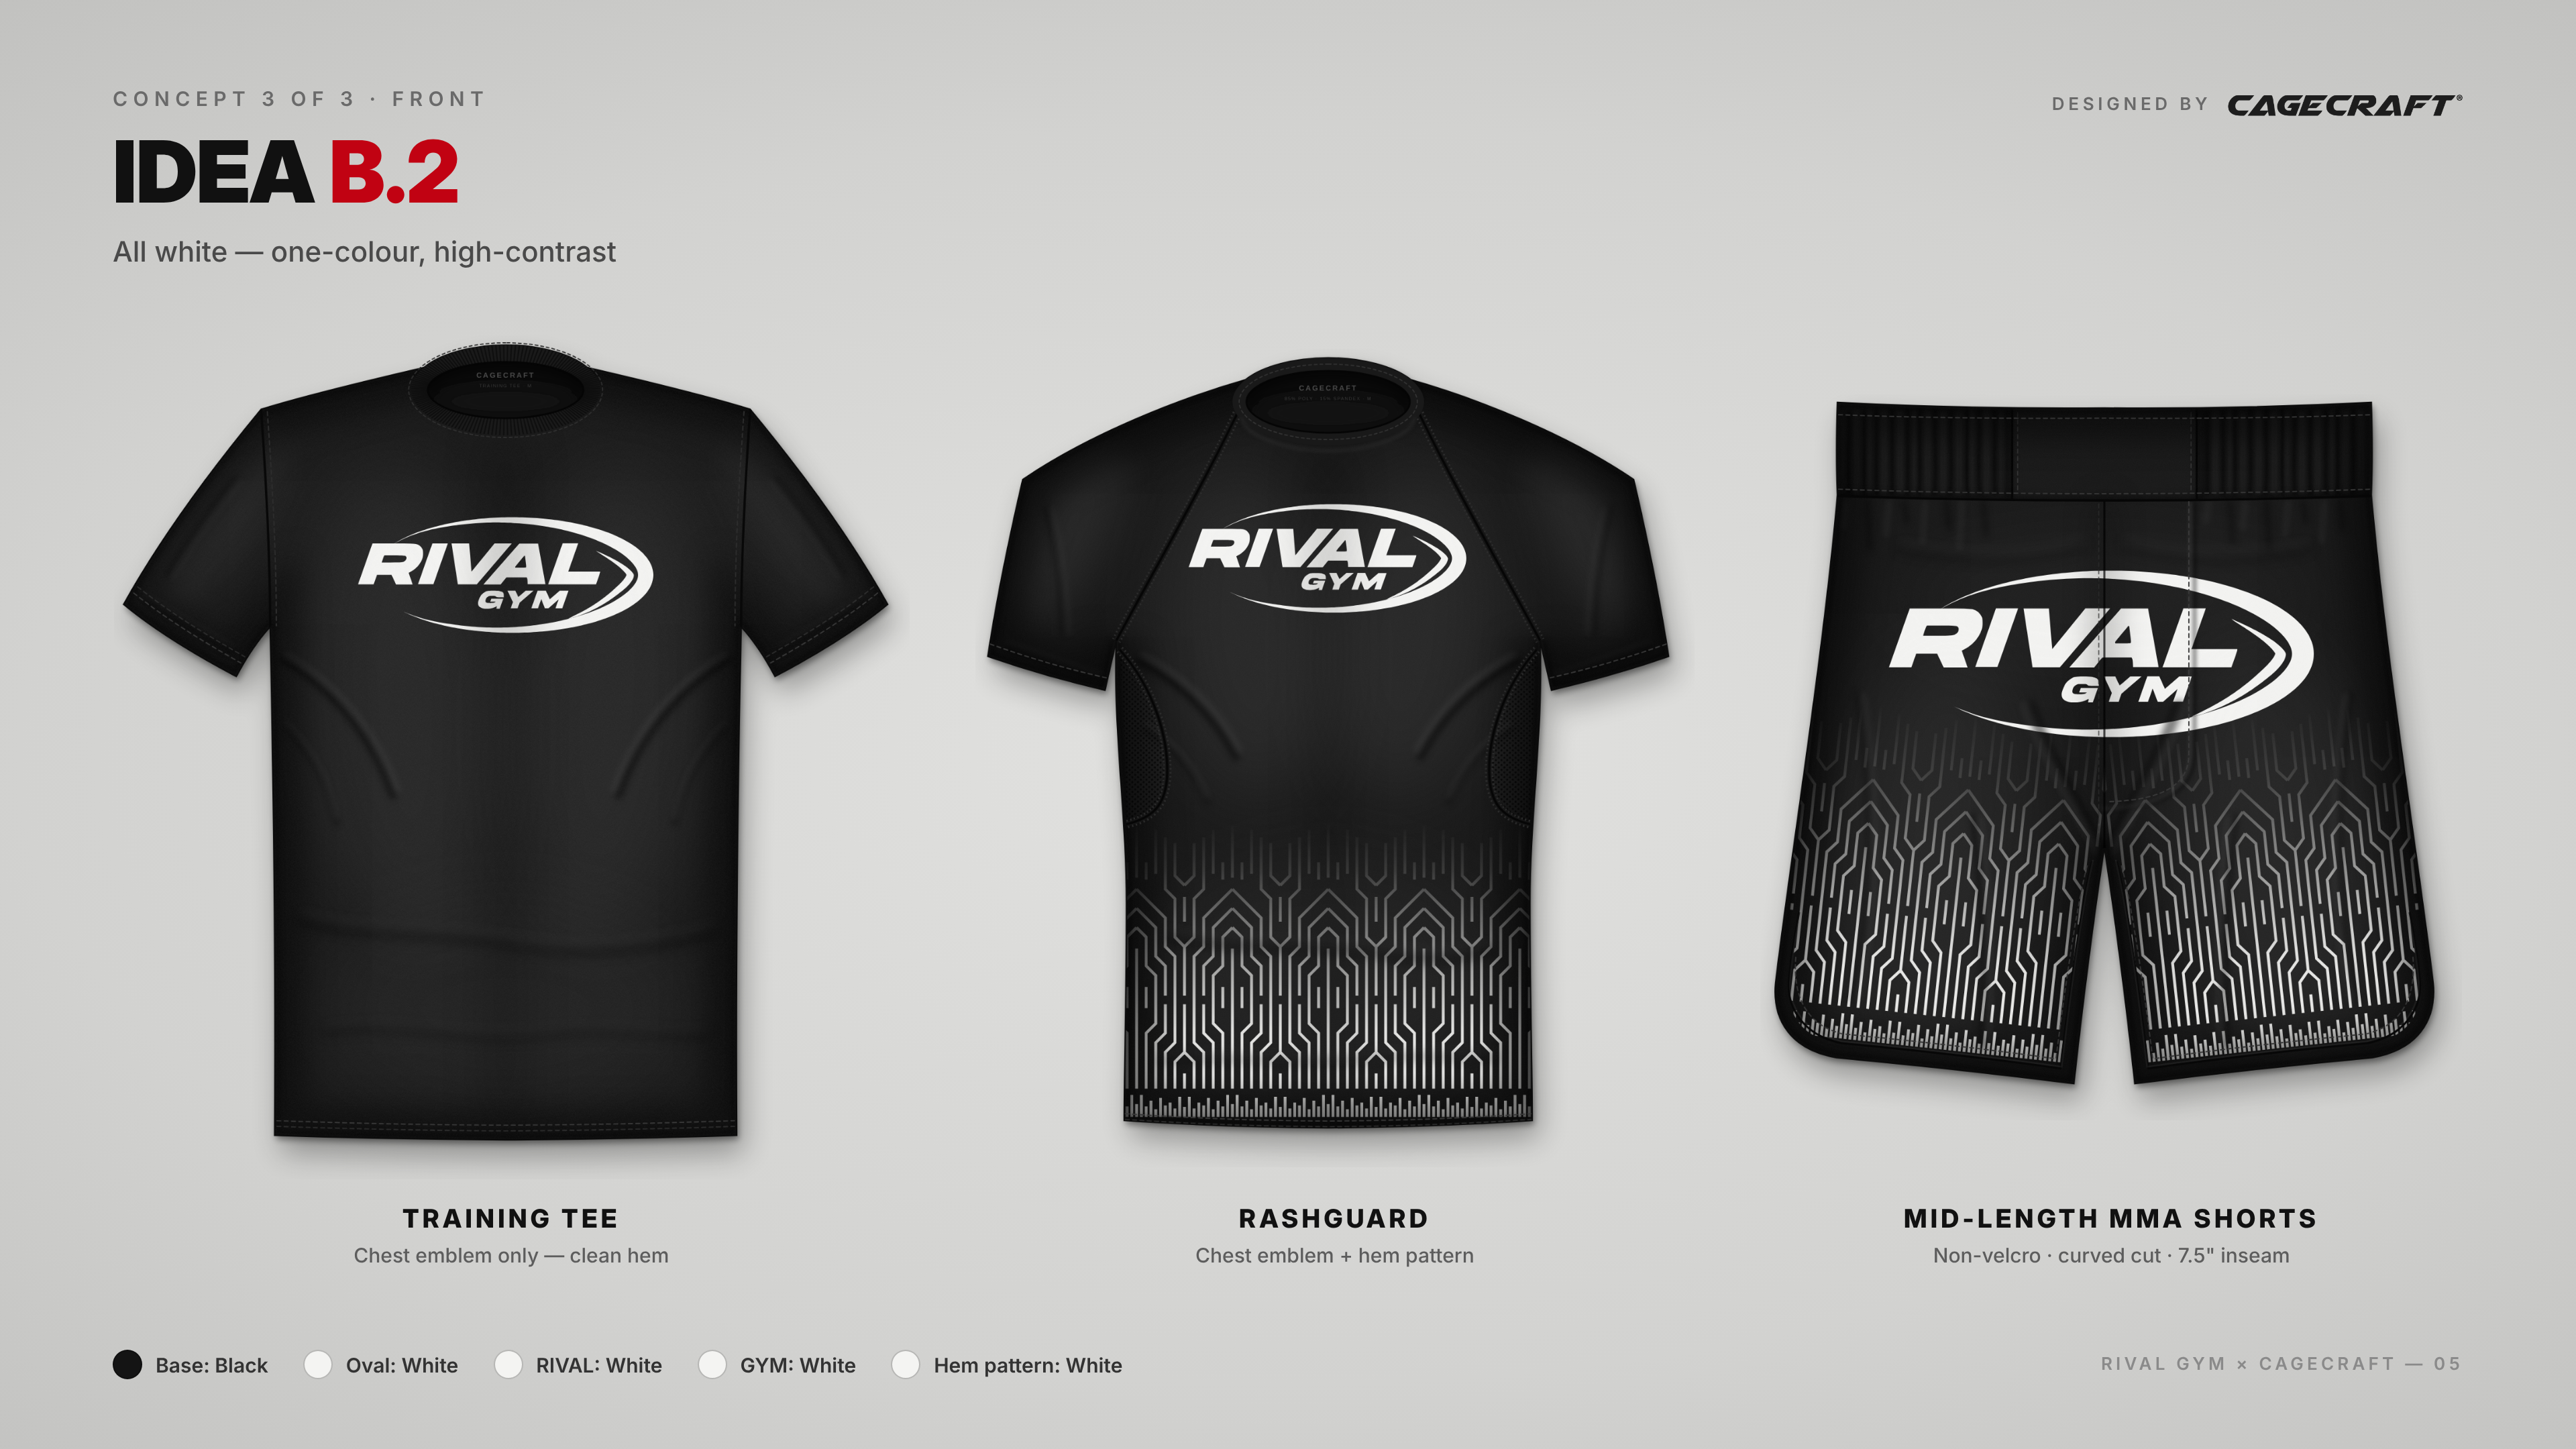 CONCEPT 3 OF 3 · FRONT
IDEA B.2
All white — one-colour, high-contrast
DESIGNED BY CAGECRAFT®
CAGECRAFT
TRAINING TEE M
RIVAL
GYM
CAGECRAFT
RIVAL
GYM
RIVAL
GYM
TRAINING TEE
Chest emblem only — clean hem
RASHGUARD
Chest emblem + hem pattern
MID-LENGTH MMA SHORTS
Non-velcro · curved cut · 7.5" inseam
Base: Black
Oval: White
RIVAL: White
GYM: White
Hem pattern: White
RIVAL GYM × CAGECRAFT — 05